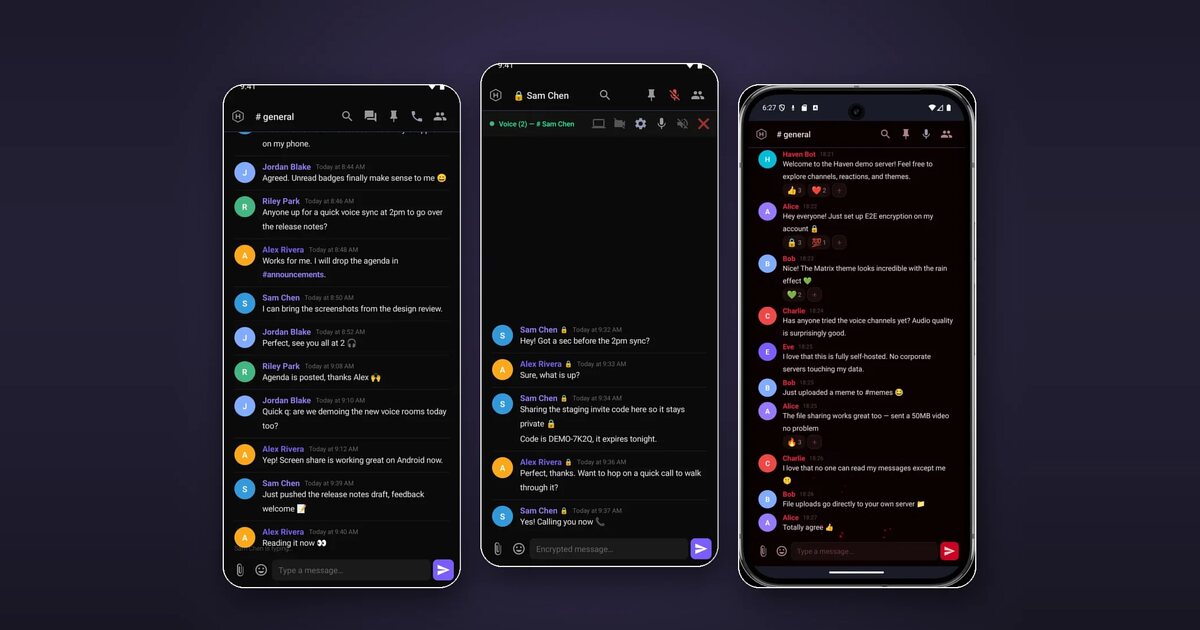 9:41
# general
on my phone.
Jordan Blake Today at 8:44 AM
Agreed. Unread badges finally make sense to me 😄
Riley Park Today at 8:46 AM
Anyone up for a quick voice sync at 2pm to go over
the release notes?
Alex Rivera Today at 8:48 AM
Works for me. I will drop the agenda in
#announcements.
Sam Chen Today at 8:50 AM
I can bring the screenshots from the design review.
Jordan Blake Today at 8:52 AM
Perfect, see you all at 2 🎧
Riley Park Today at 9:08 AM
Agenda is posted, thanks Alex 🙌
Jordan Blake Today at 9:10 AM
Quick q: are we demoing the new voice rooms today
too?
Alex Rivera Today at 9:12 AM
Yep! Screen share is working great on Android now.
Sam Chen Today at 9:39 AM
Just pushed the release notes draft, feedback
welcome 📝
Alex Rivera Today at 9:40 AM
Reading it now 👀
Sam Chen is typing...
Type a message...
9:41
🔒 Sam Chen
Voice (2) — # Sam Chen
Sam Chen 🔒 Today at 9:32 AM
Hey! Got a sec before the 2pm sync?
Alex Rivera 🔒 Today at 9:33 AM
Sure, what is up?
Sam Chen 🔒 Today at 9:34 AM
Sharing the staging invite code here so it stays
private 🔒
Code is DEMO-7K2Q, it expires tonight.
Alex Rivera 🔒 Today at 9:36 AM
Perfect, thanks. Want to hop on a quick call to walk
through it?
Sam Chen 🔒 Today at 9:37 AM
Yes! Calling you now 📞
Encrypted message...
6:27
# general
Haven Bot 18:21
Welcome to the Haven demo server! Feel free to
explore channels, reactions, and themes.
👍 3 ❤️ 2 +
Alice 18:22
Hey everyone! Just set up E2E encryption on my
account 🔒
🔒 3 💯 1 +
Bob 18:23
Nice! The Matrix theme looks incredible with the rain
effect 💚
💚 2 +
Charlie 18:24
Has anyone tried the voice channels yet? Audio quality
is surprisingly good.
Eve 18:25
I love that this is fully self-hosted. No corporate
servers touching my data.
Bob 18:25
Just uploaded a meme to #memes 😂
Alice 18:25
The file sharing works great too — sent a 50MB video
no problem
🔥 3 +
Charlie 18:26
I love that no one can read my messages except me
🤫
Bob 18:26
File uploads go directly to your own server 📁
Alice 18:27
Totally agree 👍
Type a message...